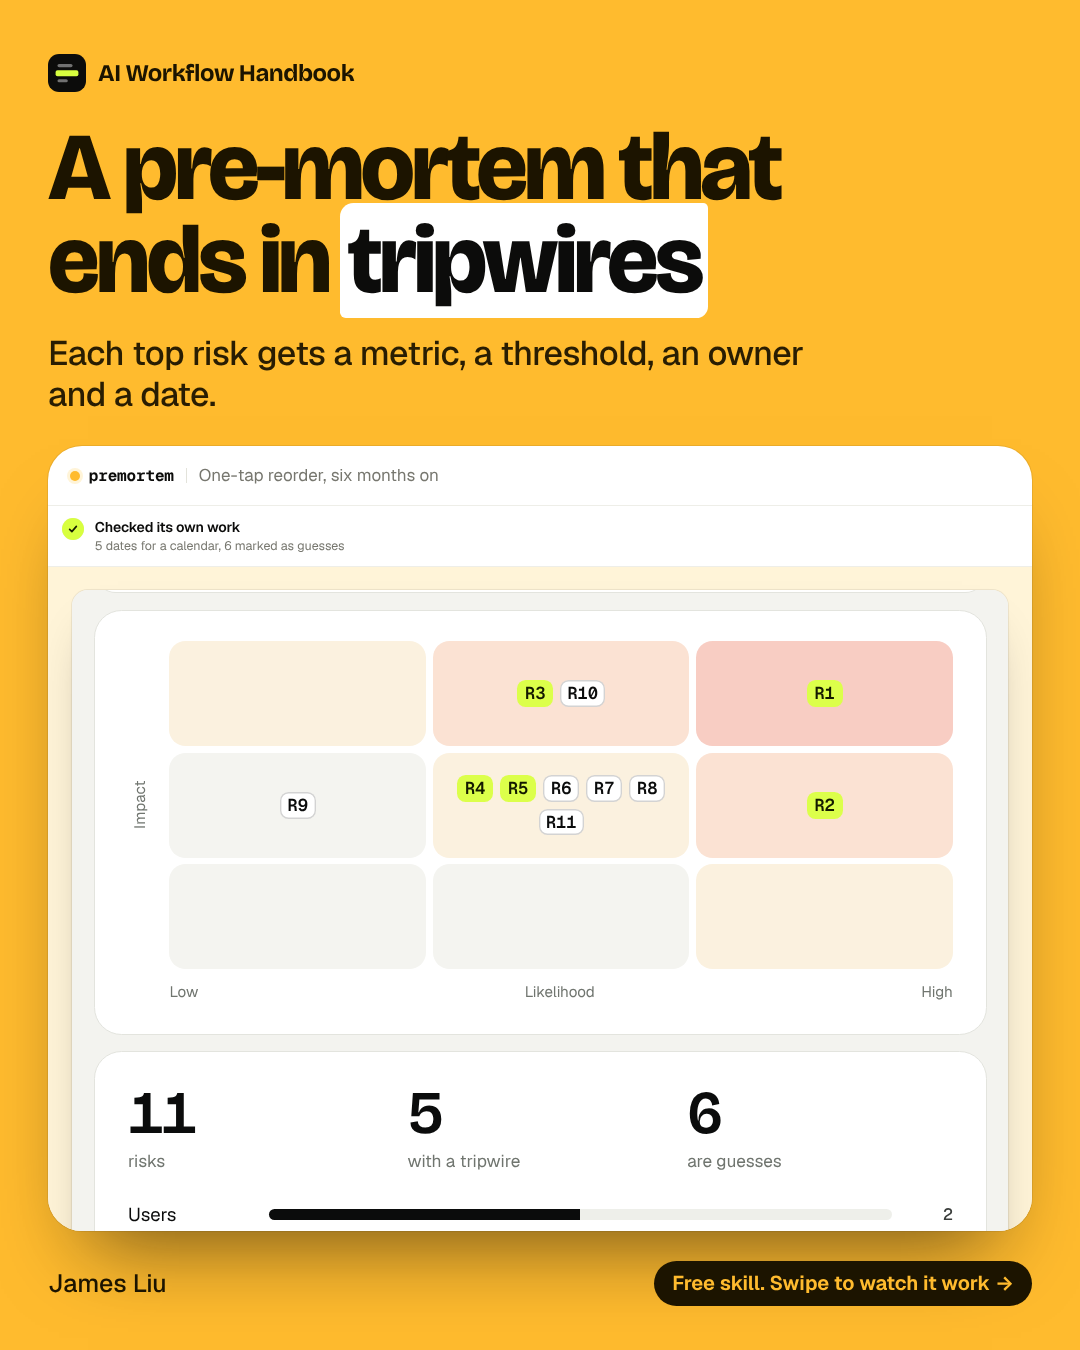 AI Workflow Handbook
A pre-mortem that
ends in tripwires
Each top risk gets a metric, a threshold, an owner
and a date.
premortem
One-tap reorder, six months on
Checked its own work
5 dates for a calendar, 6 marked as guesses
R3 R10
R1
Impact
R9
R4 R5 R6 R7 R8
R11
R2
Low
Likelihood
High
11
risks
5
with a tripwire
6
are guesses
Users
2
James Liu
Free skill. Swipe to watch it work →